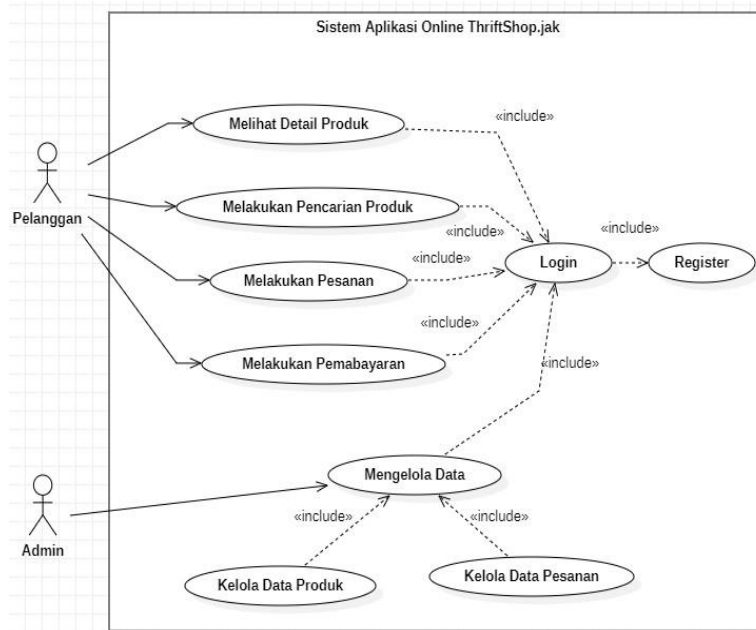 Sistem Aplikasi Online ThriftShop.jak
Melihat Detail Produk
«include»
Pelanggan
Melakukan Pencarian Produk
«include»
«include»
Login
Register
Melakukan Pesanan
«include»
«include»
Melakukan Pemabayaran
«include»
Mengelola Data
«include»
«include»
Admin
Kelola Data Produk
Kelola Data Pesanan